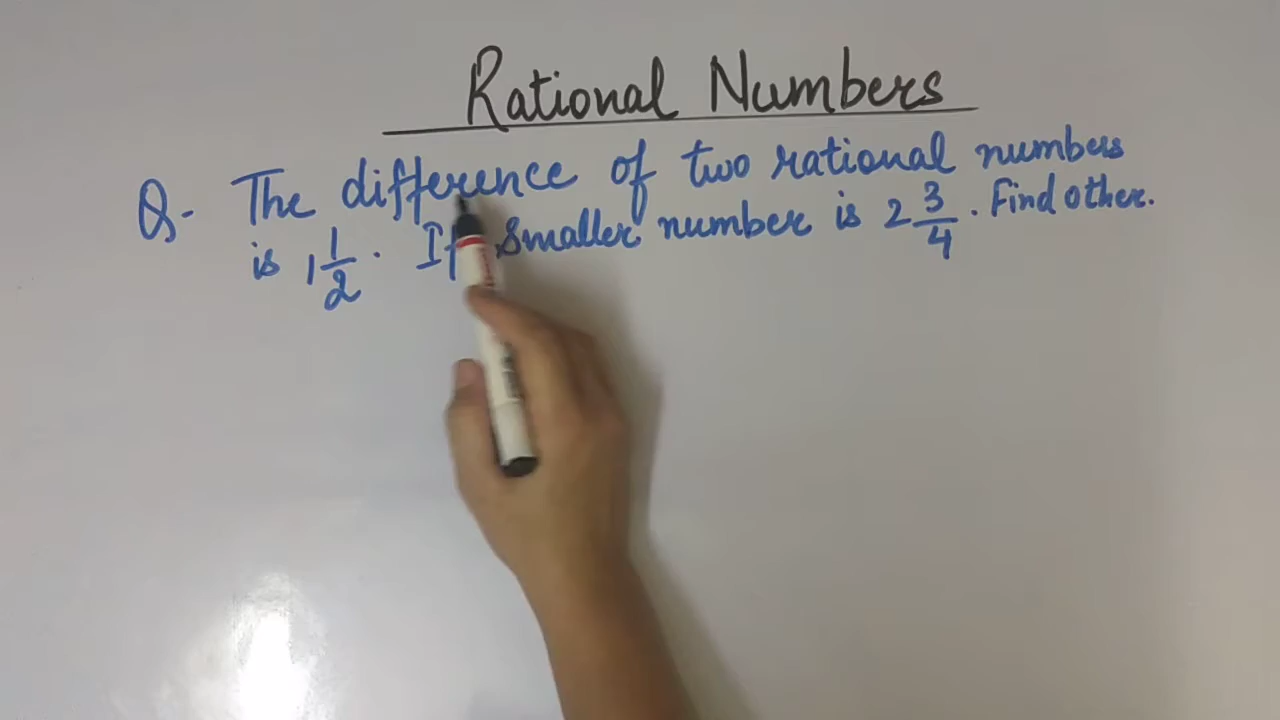 Rational Numbers
Q- The difference of two rational numbers
is 1 1/2. If smaller number is 2 3/4. Find other.